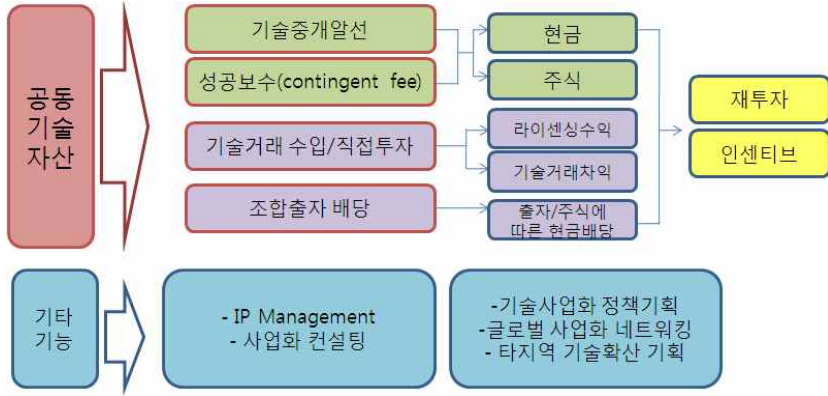 공동
기술
자산
기술중개알선
성공보수(contingent fee)
기술거래 수입/직접투자
조합출자 배당
현금
주식
라이센싱수익
기술거래차익
출자/주식에
따른 현금배당
재투자
인센티브
기타
기능
- IP Management
- 사업화 컨설팅
-기술사업화 정책기획
-글로벌 사업화 네트워킹
- 타지역 기술확산 기획